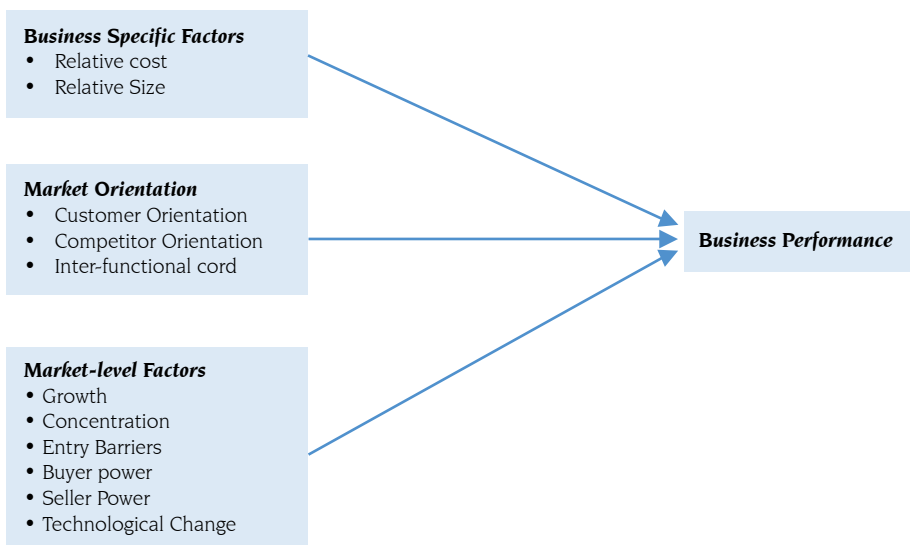 Business Specific Factors
• Relative cost
• Relative Size
Market Orientation
• Customer Orientation
• Competitor Orientation
• Inter-functional cord
Business Performance
Market-level Factors
• Growth
• Concentration
• Entry Barriers
• Buyer power
• Seller Power
• Technological Change